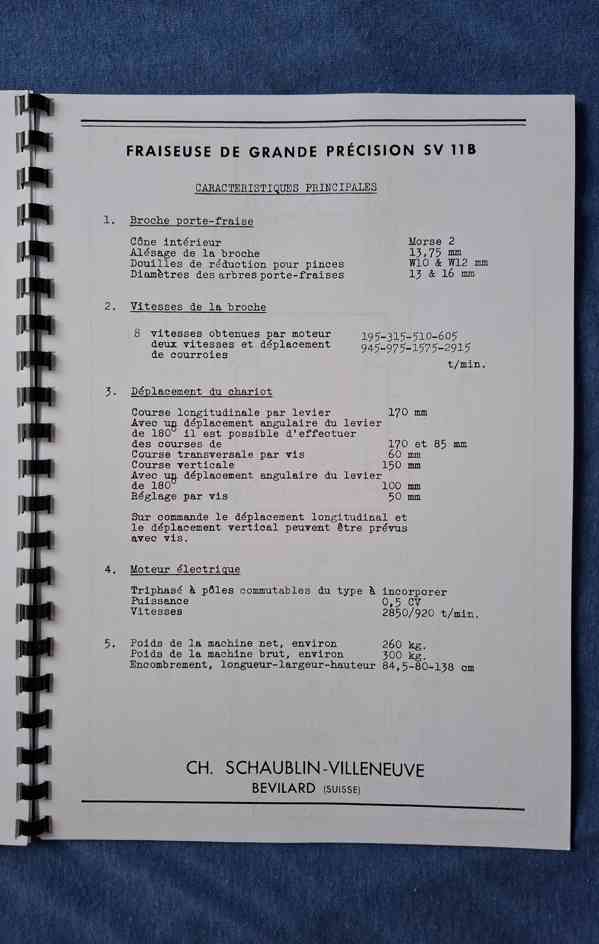 FRAISEUSE DE GRANDE PRÉCISION SV 11B
CARACTERISTIQUES PRINCIPALES
1. Broche porte-fraise
Cône intérieur Morse 2
Alésage de la broche 13,75 mm
Douilles de réduction pour pinces W10 & W12 mm
Diamètres des arbres porte-fraises 13 & 16 mm
2. Vitesses de la broche
8 vitesses obtenues par moteur 195-315-510-605
deux vitesses et déplacement 945-975-1575-2915
de courroies t/min.
3. Déplacement du chariot
Course longitudinale par levier 170 mm
Avec un déplacement angulaire du levier
de 180° il est possible d'effectuer
des courses de 170 et 85 mm
Course transversale par vis 60 mm
Course verticale 150 mm
Avec un déplacement angulaire du levier
de 180° 100 mm
Réglage par vis 50 mm
Sur commande le déplacement longitudinal et
le déplacement vertical peuvent être prévus
avec vis.
4. Moteur électrique
Triphasé à pôles commutables du type à incorporer
Puissance 0,5 CV
Vitesses 2850/920 t/min.
5. Poids de la machine net, environ 260 kg.
Poids de la machine brut, environ 300 kg.
Encombrement, longueur-largeur-hauteur 84,5-80-138 cm
CH. SCHAUBLIN-VILLENEUVE
BEVILARD (SUISSE)